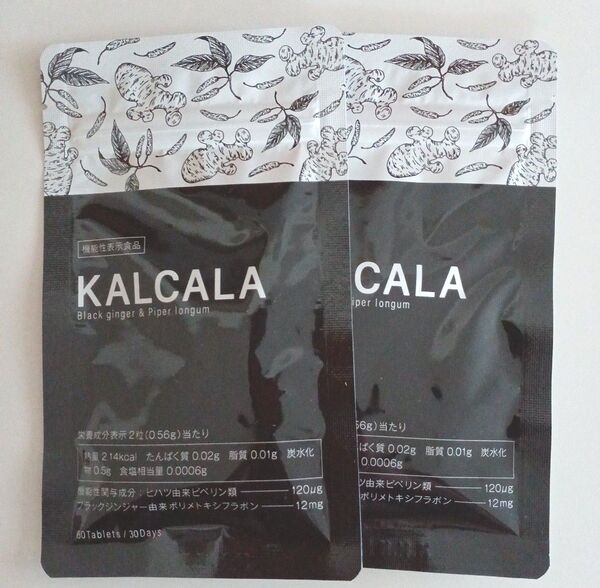 機能性表示食品
KALCALA
Black ginger & Piper longum
栄養成分表示 2粒(0.56g)当たり
熱量 2.14kcal たんぱく質 0.02g 脂質 0.01g 炭水化
物 0.5g 食塩相当量 0.0006g
機能性関与成分:ヒハツ由来ピペリン類 120μg
ブラックジンジャー由来ポリメトキシフラボン 12mg
60Tablets / 30Days
CALA
iper longum
56g)当たり
ぱく質 0.02g 脂質 0.01g 炭水化
0.0006g
ヒハツ由来ピペリン類 120μg
ポリメトキシフラボン 12mg